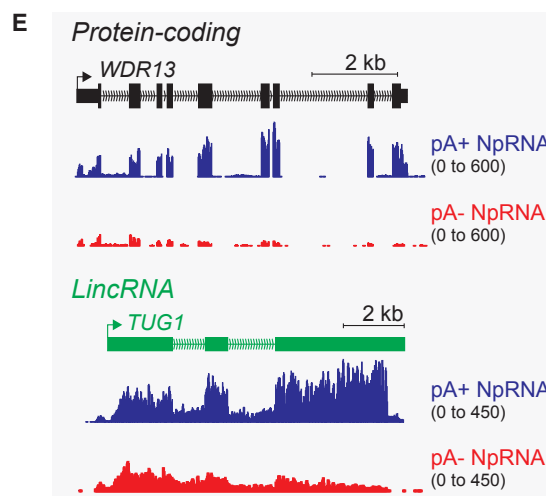 E
Protein-coding
WDR13
2 kb
pA+ NpRNA
(0 to 600)
pA- NpRNA
(0 to 600)
LincRNA
TUG1
2 kb
pA+ NpRNA
(0 to 450)
pA- NpRNA
(0 to 450)